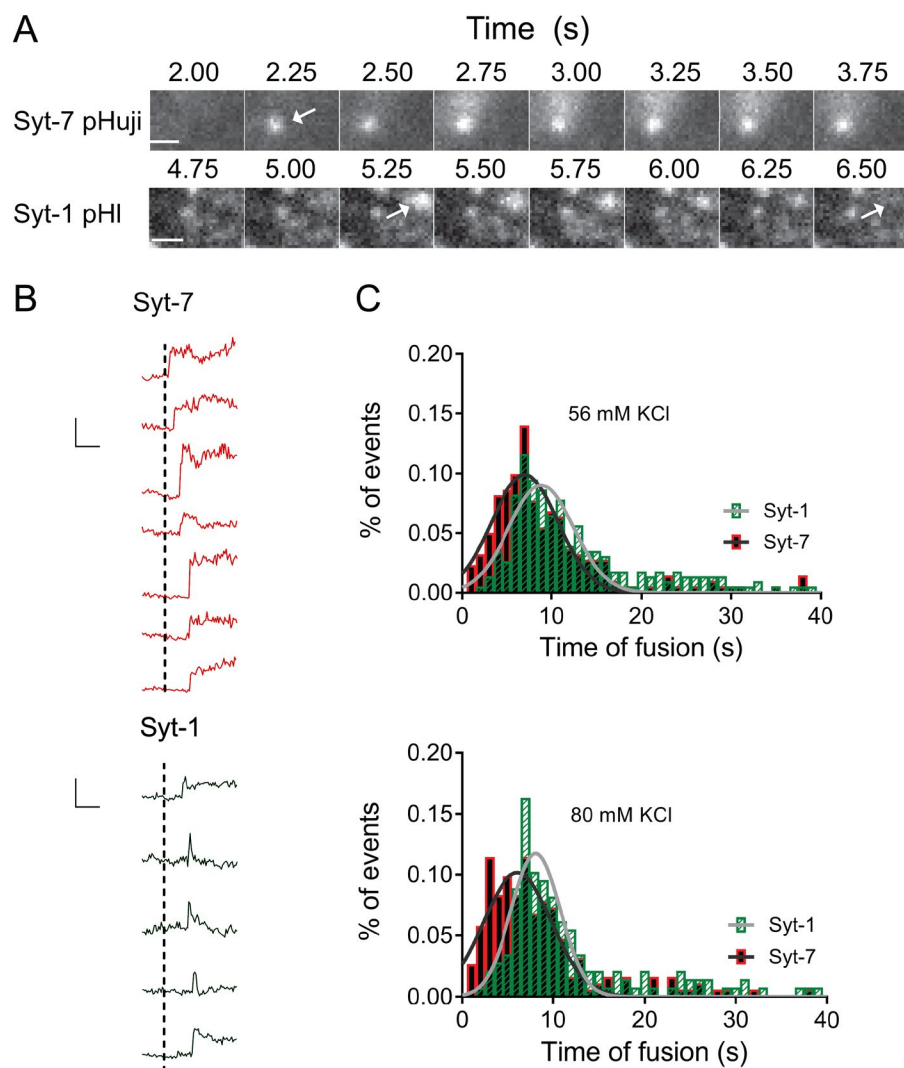 A
Time (s)
2.00 2.25 2.50 2.75 3.00 3.25 3.50 3.75
Syt-7 pHuji
4.75 5.00 5.25 5.50 5.75 6.00 6.25 6.50
Syt-1 pHl
B
Syt-7
Syt-1
C
0.20
0.15
0.10
0.05
0.00
% of events
56 mM KCl
Syt-1
Syt-7
0 10 20 30 40
Time of fusion (s)
0.20
0.15
0.10
0.05
0.00
% of events
80 mM KCl
Syt-1
Syt-7
0 10 20 30 40
Time of fusion (s)